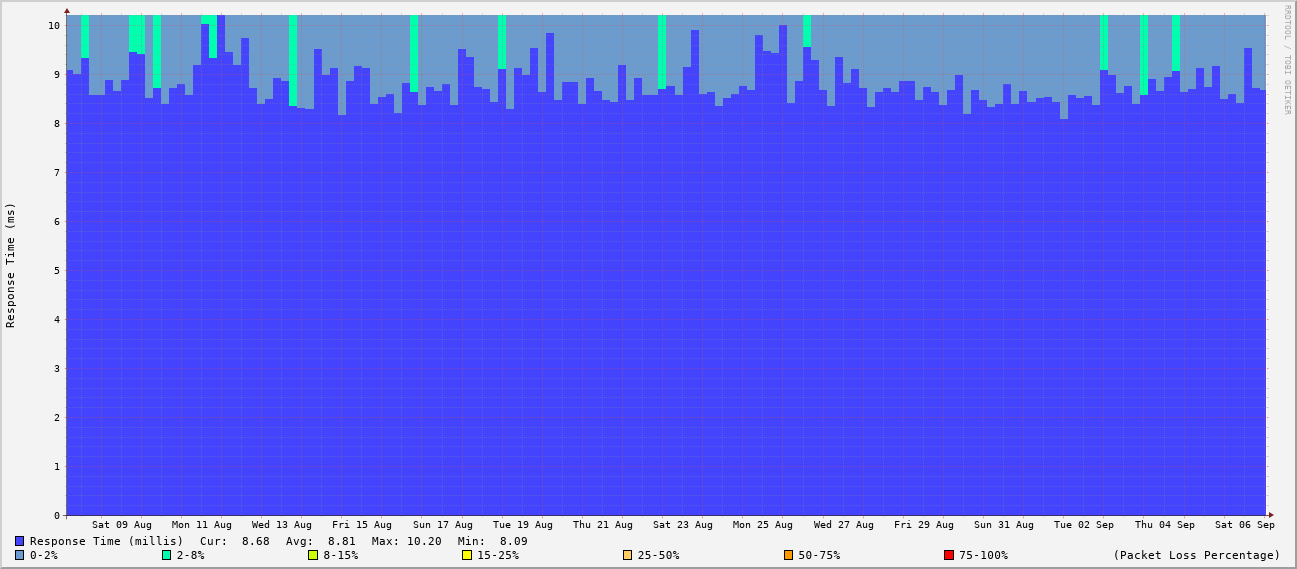 RRDTOOL / TOBI OETIKER
Response Time (ms)
10
9
8
7
6
5
4
3
2
1
0
Sat 09 Aug Mon 11 Aug Wed 13 Aug Fri 15 Aug Sun 17 Aug Tue 19 Aug Thu 21 Aug Sat 23 Aug Mon 25 Aug Wed 27 Aug Fri 29 Aug Sun 31 Aug Tue 02 Sep Thu 04 Sep Sat 06 Sep
Response Time (millis) Cur: 8.68 Avg: 8.81 Max: 10.20 Min: 8.09
0-2% 2-8% 8-15% 15-25% 25-50% 50-75% 75-100% (Packet Loss Percentage)